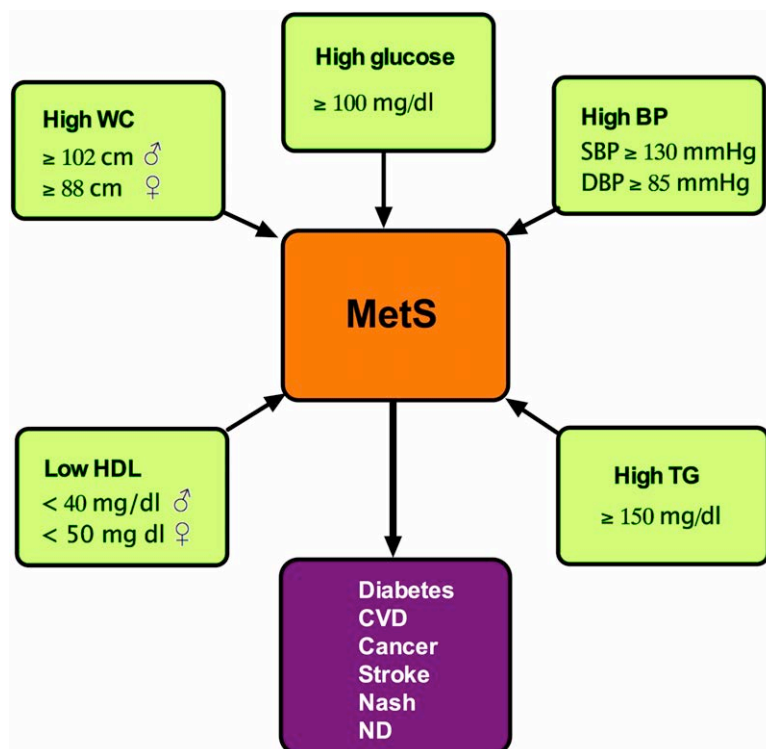 High glucose
≥ 100 mg/dl
High WC
≥ 102 cm ♂
≥ 88 cm ♀
High BP
SBP ≥ 130 mmHg
DBP ≥ 85 mmHg
MetS
Low HDL
< 40 mg/dl ♂
< 50 mg dl ♀
High TG
≥ 150 mg/dl
Diabetes
CVD
Cancer
Stroke
Nash
ND